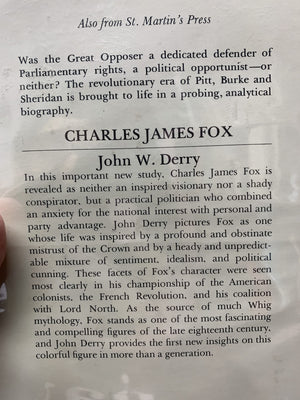 Also from St. Martin's Press
Was the Great Opposer a dedicated defender of
Parliamentary rights, a political opportunist—or
neither? The revolutionary era of Pitt, Burke and
Sheridan is brought to life in a probing, analytical
biography.
CHARLES JAMES FOX
John W. Derry
In this important new study, Charles James Fox is
revealed as neither an inspired visionary nor a shady
conspirator, but a practical politician who combined
an anxiety for the national interest with personal and
party advantage. John Derry pictures Fox as one
whose life was inspired by a profound and obstinate
mistrust of the Crown and by a heady and unpredict-
able mixture of sentiment, idealism, and political
cunning. These facets of Fox's character were seen
most clearly in his championship of the American
colonists, the French Revolution, and his coalition
with Lord North. As the source of much Whig
mythology, Fox stands as one of the most fascinating
and compelling figures of the late eighteenth century,
and John Derry provides the first new insights on this
colorful figure in more than a generation.